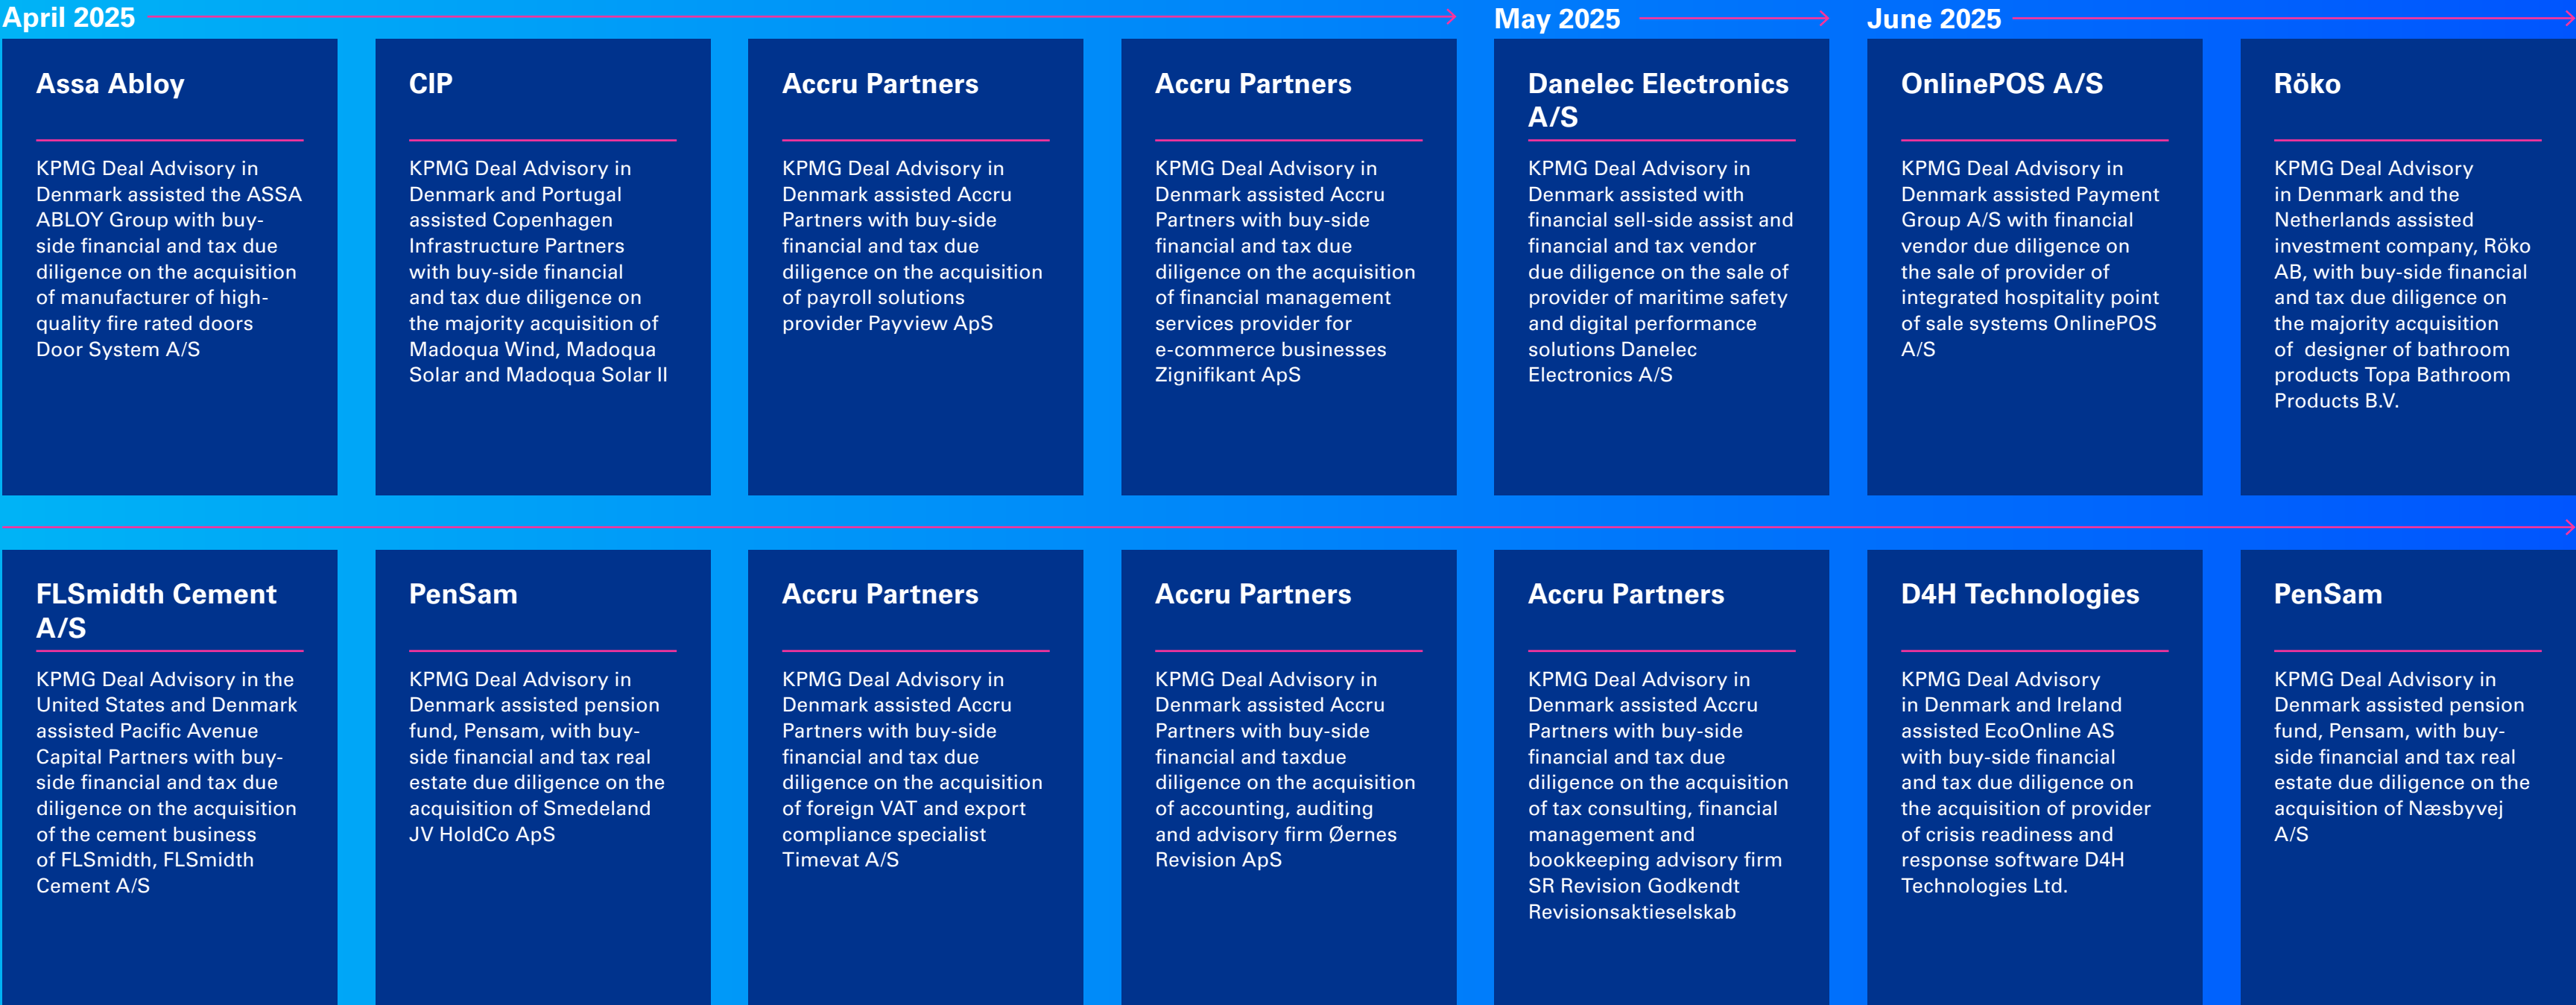 April 2025
May 2025
June 2025
Assa Abloy
KPMG Deal Advisory in
Denmark assisted the ASSA
ABLOY Group with buy-
side financial and tax due
diligence on the acquisition
of manufacturer of high-
quality fire rated doors
Door System A/S
CIP
KPMG Deal Advisory in
Denmark and Portugal
assisted Copenhagen
Infrastructure Partners
with buy-side financial
and tax due diligence on
the majority acquisition of
Madoqua Wind, Madoqua
Solar and Madoqua Solar II
Accru Partners
KPMG Deal Advisory in
Denmark assisted Accru
Partners with buy-side
financial and tax due
diligence on the acquisition
of payroll solutions
provider Payview ApS
Accru Partners
KPMG Deal Advisory in
Denmark assisted Accru
Partners with buy-side
financial and tax due
diligence on the acquisition
of financial management
services provider for
e-commerce businesses
Zignifikant ApS
Danelec Electronics
A/S
KPMG Deal Advisory in
Denmark assisted with
financial sell-side assist and
financial and tax vendor
due diligence on the sale of
provider of maritime safety
and digital performance
solutions Danelec
Electronics A/S
OnlinePOS A/S
KPMG Deal Advisory in
Denmark assisted Payment
Group A/S with financial
vendor due diligence on
the sale of provider of
integrated hospitality point
of sale systems OnlinePOS
A/S
Röko
KPMG Deal Advisory
in Denmark and the
Netherlands assisted
investment company, Röko
AB, with buy-side financial
and tax due diligence on
the majority acquisition
of  designer of bathroom
products Topa Bathroom
Products B.V.
FLSmidth Cement
A/S
KPMG Deal Advisory in the
United States and Denmark
assisted Pacific Avenue
Capital Partners with buy-
side financial and tax due
diligence on the acquisition
of the cement business
of FLSmidth, FLSmidth
Cement A/S
PenSam
KPMG Deal Advisory in
Denmark assisted pension
fund, Pensam, with buy-
side financial and tax real
estate due diligence on the
acquisition of Smedeland
JV HoldCo ApS
Accru Partners
KPMG Deal Advisory in
Denmark assisted Accru
Partners with buy-side
financial and tax due
diligence on the acquisition
of foreign VAT and export
compliance specialist
Timevat A/S
Accru Partners
KPMG Deal Advisory in
Denmark assisted Accru
Partners with buy-side
financial and taxdue
diligence on the acquisition
of accounting, auditing
and advisory firm Øernes
Revision ApS
Accru Partners
KPMG Deal Advisory in
Denmark assisted Accru
Partners with buy-side
financial and tax due
diligence on the acquisition
of tax consulting, financial
management and
bookkeeping advisory firm
SR Revision Godkendt
Revisionsaktieselskab
D4H Technologies
KPMG Deal Advisory
in Denmark and Ireland
assisted EcoOnline AS
with buy-side financial
and tax due diligence on
the acquisition of provider
of crisis readiness and
response software D4H
Technologies Ltd.
PenSam
KPMG Deal Advisory in
Denmark assisted pension
fund, Pensam, with buy-
side financial and tax real
estate due diligence on the
acquisition of Næsbyvej
A/S